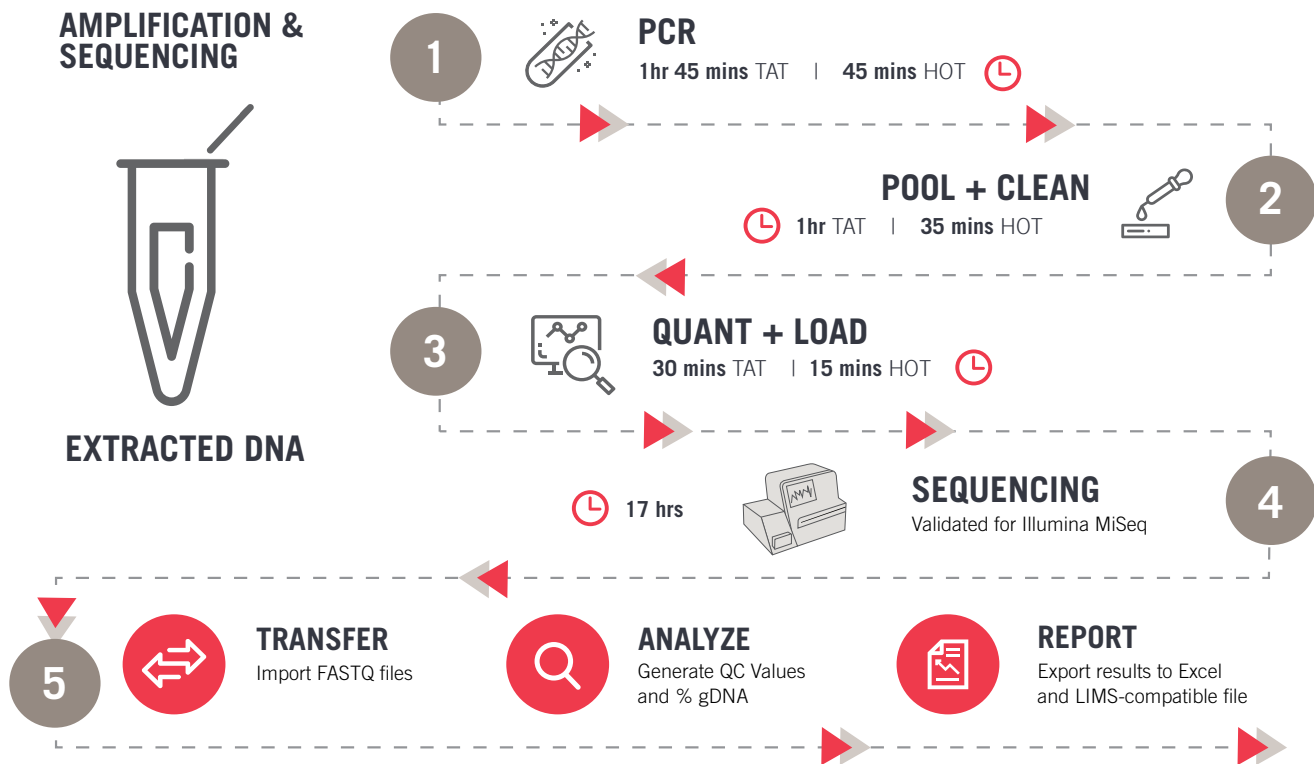 AMPLIFICATION &
SEQUENCING
EXTRACTED DNA
1
PCR
1hr 45 mins TAT | 45 mins HOT
2
POOL + CLEAN
1hr TAT | 35 mins HOT
3
QUANT + LOAD
30 mins TAT | 15 mins HOT
4
SEQUENCING
Validated for Illumina MiSeq
17 hrs
5
TRANSFER
Import FASTQ files
ANALYZE
Generate QC Values
and % gDNA
REPORT
Export results to Excel
and LIMS-compatible file